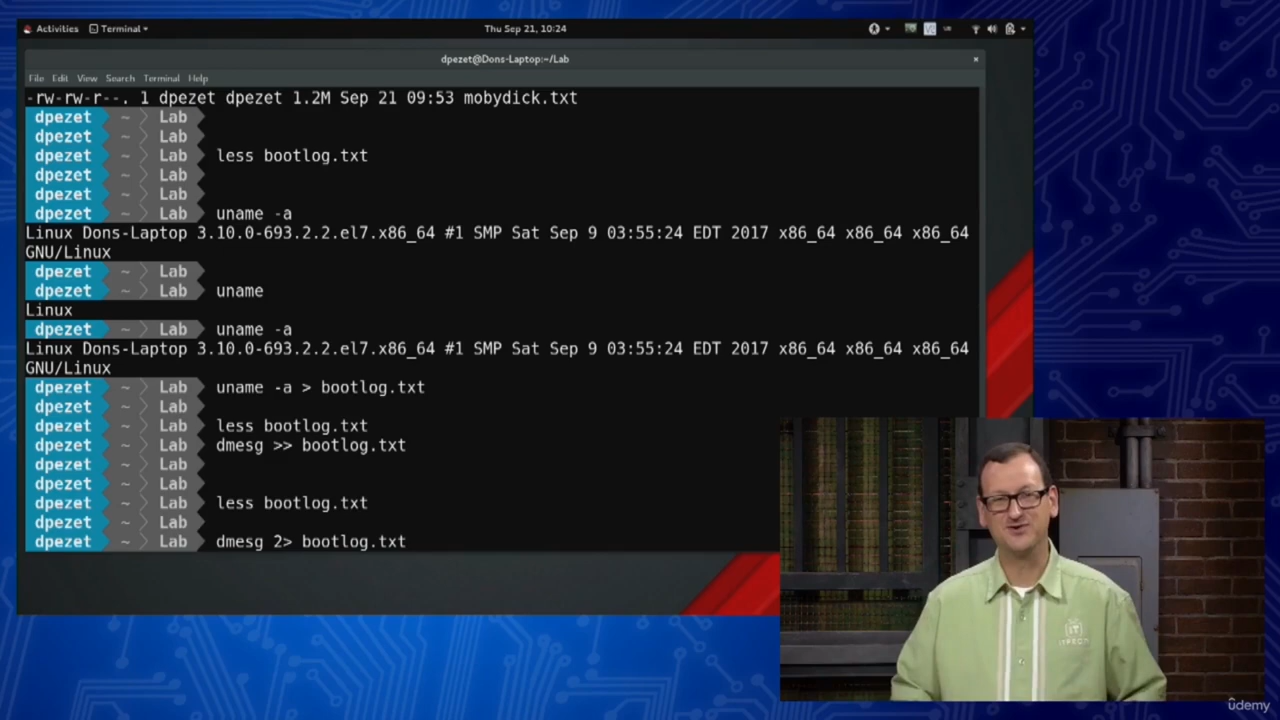 Activities Terminal Thu Sep 21, 10:24
dpezet@Dons-Laptop:~/Lab
File Edit View Search Terminal Help
-rw-rw-r--. 1 dpezet dpezet 1.2M Sep 21 09:53 mobydick.txt
dpezet ~ Lab
dpezet ~ Lab
dpezet ~ Lab less bootlog.txt
dpezet ~ Lab
dpezet ~ Lab
dpezet ~ Lab uname -a
Linux Dons-Laptop 3.10.0-693.2.2.el7.x86_64 #1 SMP Sat Sep 9 03:55:24 EDT 2017 x86_64 x86_64 x86_64
GNU/Linux
dpezet ~ Lab
dpezet ~ Lab uname
Linux
dpezet ~ Lab uname -a
Linux Dons-Laptop 3.10.0-693.2.2.el7.x86_64 #1 SMP Sat Sep 9 03:55:24 EDT 2017 x86_64 x86_64 x86_64
GNU/Linux
dpezet ~ Lab uname -a > bootlog.txt
dpezet ~ Lab
dpezet ~ Lab less bootlog.txt
dpezet ~ Lab dmesg >> bootlog.txt
dpezet ~ Lab
dpezet ~ Lab
dpezet ~ Lab less bootlog.txt
dpezet ~ Lab
dpezet ~ Lab dmesg 2> bootlog.txt
ITPROTV
udemy